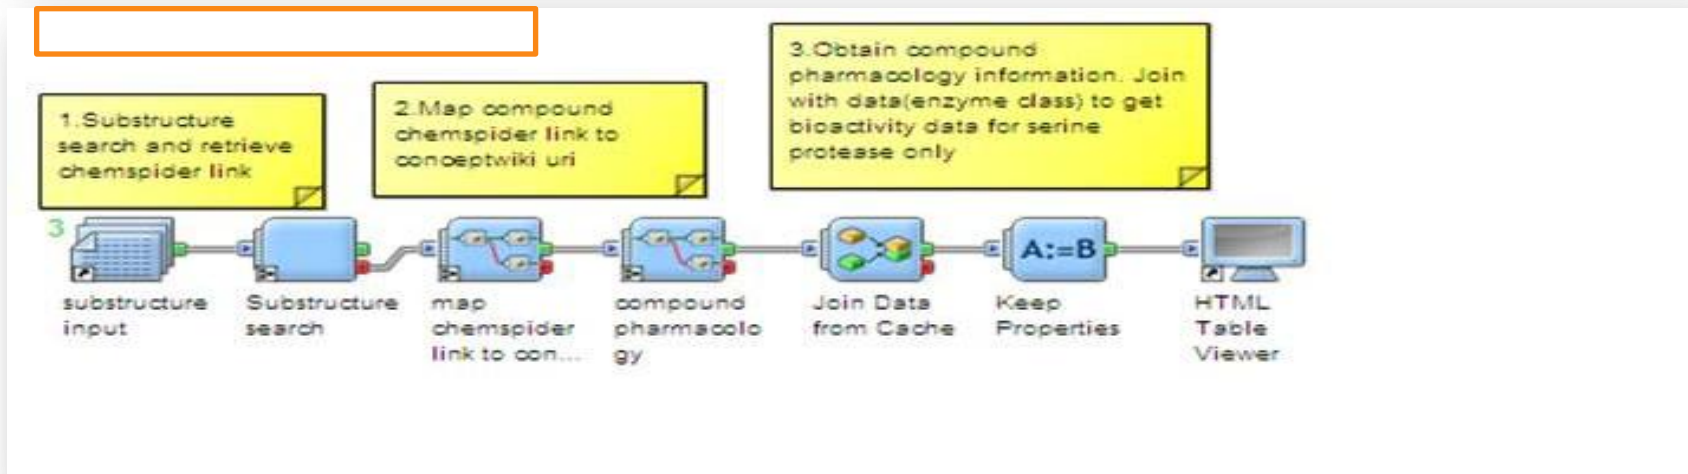 1.Substructure
search and retrieve
chemspider link
2.Map compound
chemspider link to
conceptwiki uri
3.Obtain compound
pharmacology information. Join
with data(enzyme class) to get
bioactivity data for serine
protease only
3
substructure
input
Substructure
search
map
chemspider
link to con...
compound
pharmacolo
gy
Join Data
from Cache
A:=B
Keep
Properties
HTML
Table
Viewer